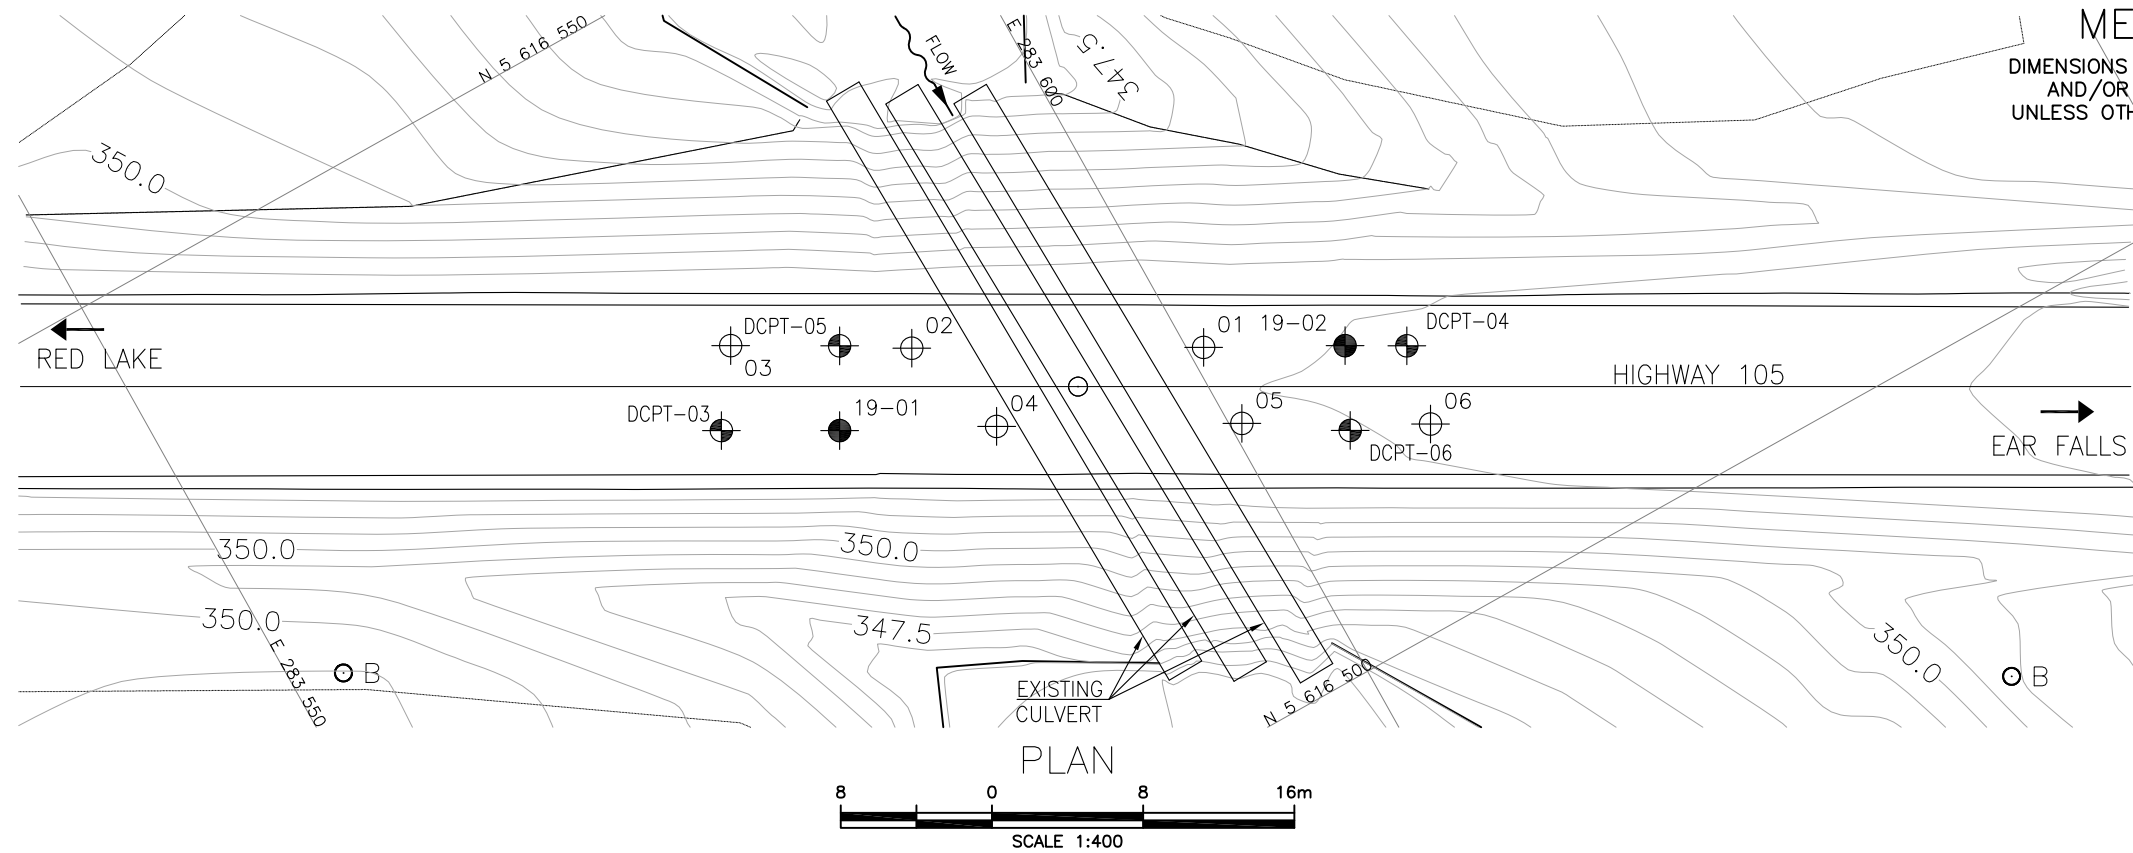 N 5 616 550
FLOW
E 283 600
347.5
ME
DIMENSIONS
AND/OR
UNLESS OTH
350.0
RED LAKE
03
DCPT-05
02
01
19-02
DCPT-04
HIGHWAY 105
DCPT-03
19-01
04
05
06
DCPT-06
EAR FALLS
350.0
350.0
350.0
347.5
350.0
E 283 550
B
B
EXISTING
CULVERT
N 5 616 500
PLAN
8 0 8 16m
SCALE 1:400